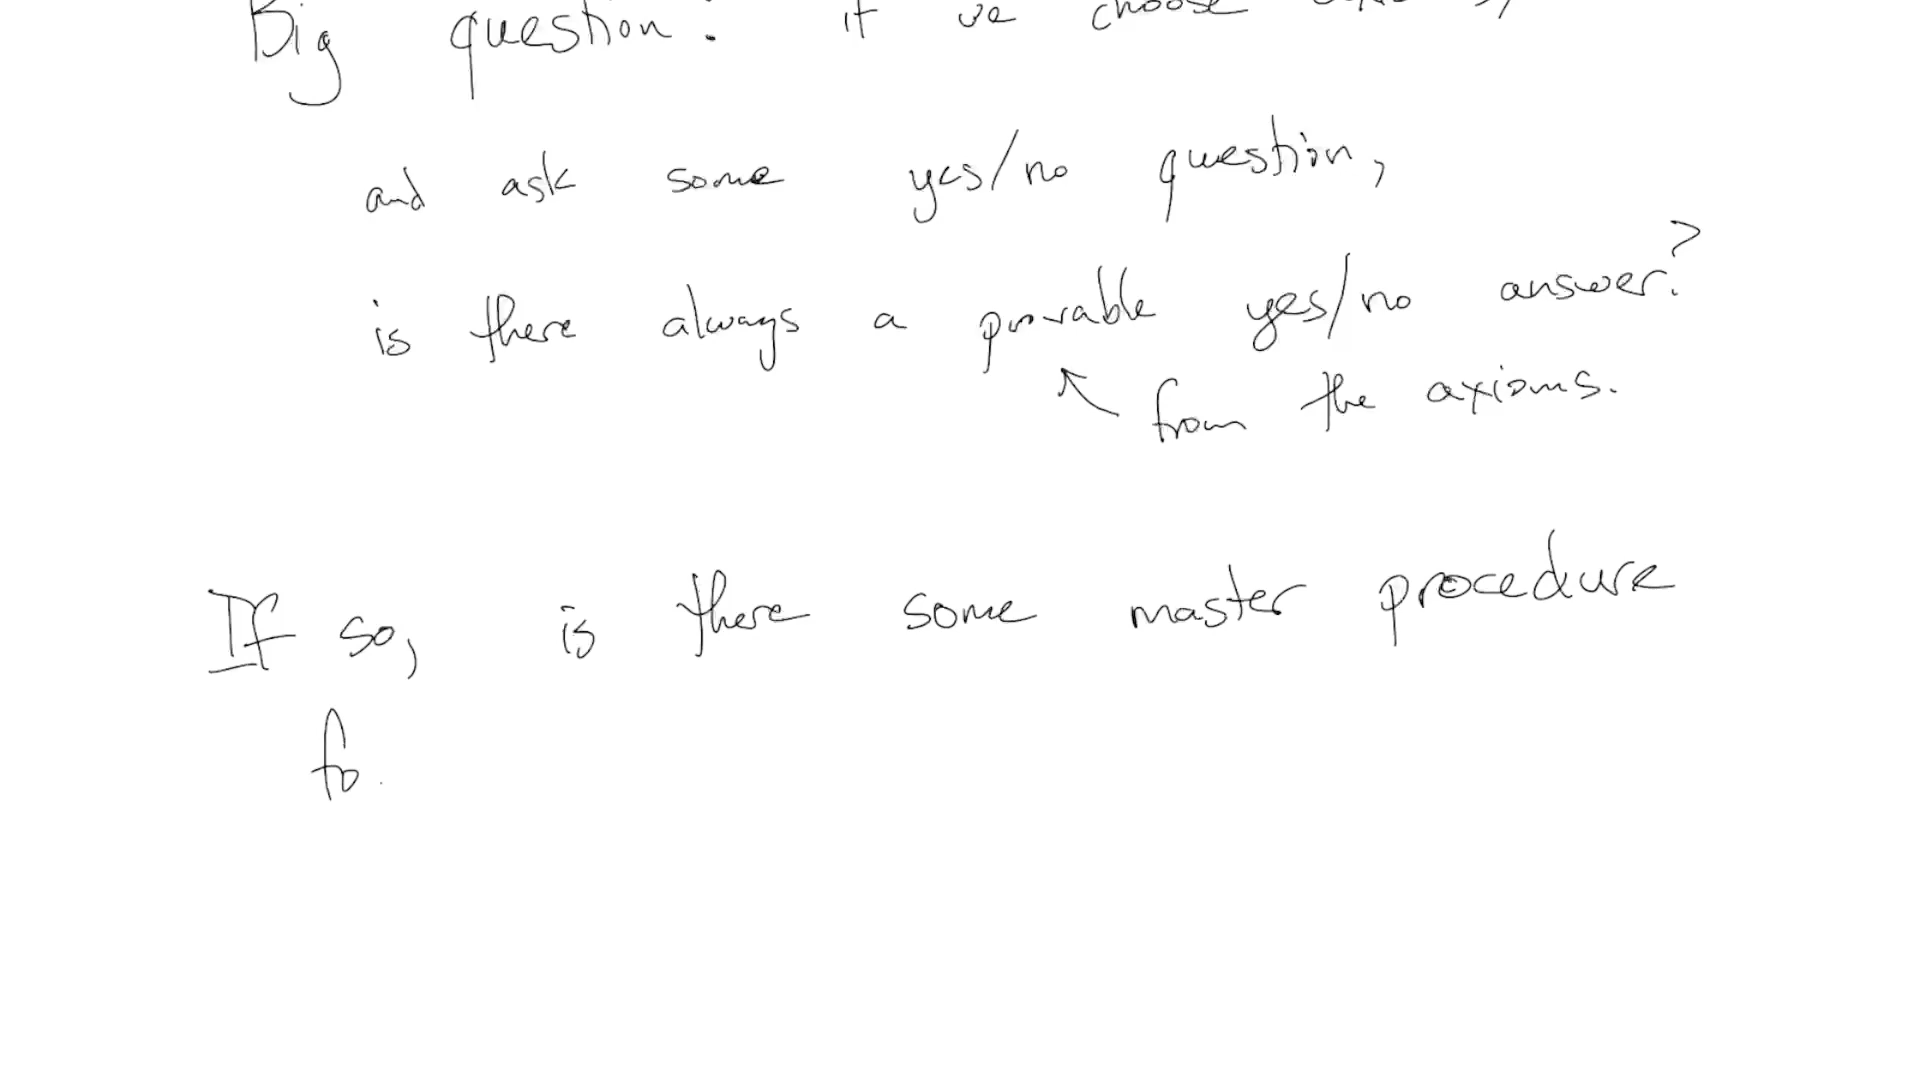 Big question: if we choose
and ask some yes/no question,
is there always a provable yes/no answer?
from the axioms.
If so, is there some master procedure
fo